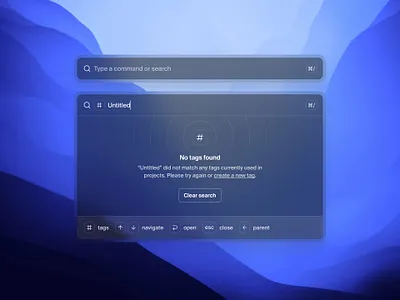 Type a command or search ⌘/
# Untitled ⌘/
#
No tags found
"Untitled" did not match any tags currently used in
projects. Please try again or create a new tag.
Clear search
# tags ↑ ↓ navigate ↵ open esc close ← parent